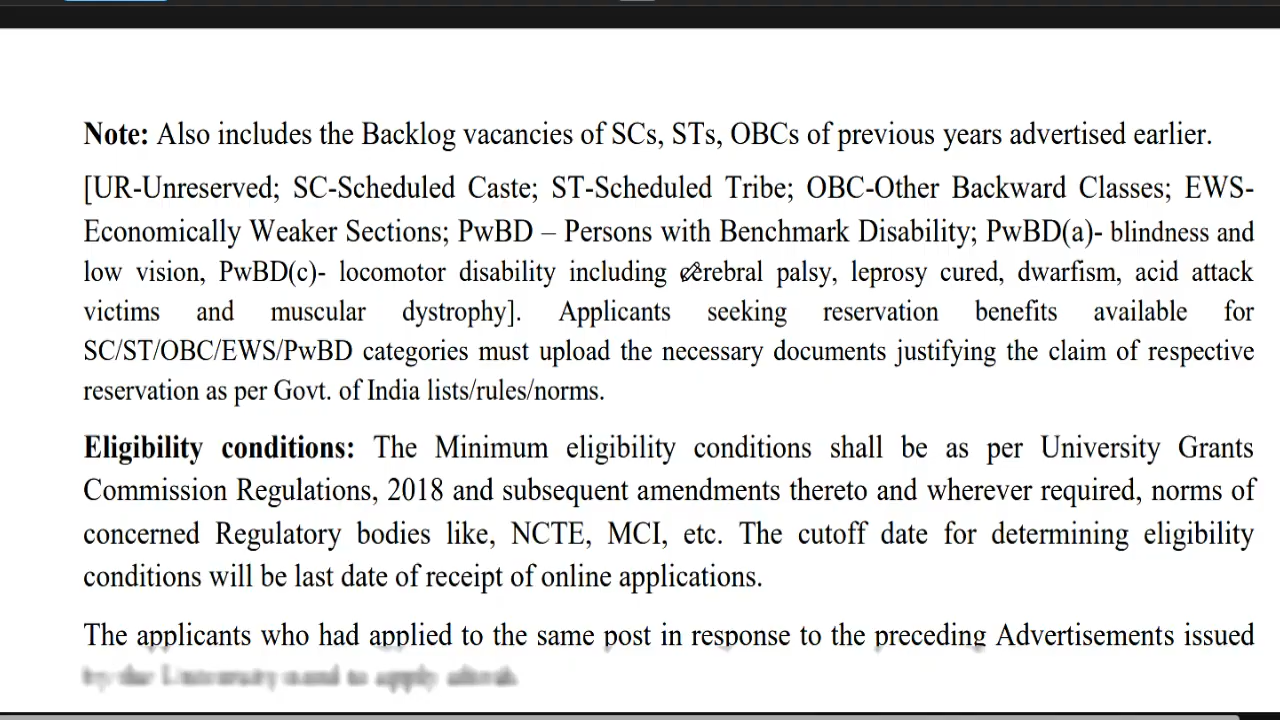 Note: Also includes the Backlog vacancies of SCs, STs, OBCs of previous years advertised earlier.
[UR-Unreserved; SC-Scheduled Caste; ST-Scheduled Tribe; OBC-Other Backward Classes; EWS-
Economically Weaker Sections; PwBD – Persons with Benchmark Disability; PwBD(a)- blindness and
low vision, PwBD(c)- locomotor disability including cerebral palsy, leprosy cured, dwarfism, acid attack
victims and muscular dystrophy]. Applicants seeking reservation benefits available for
SC/ST/OBC/EWS/PwBD categories must upload the necessary documents justifying the claim of respective
reservation as per Govt. of India lists/rules/norms.
Eligibility conditions: The Minimum eligibility conditions shall be as per University Grants
Commission Regulations, 2018 and subsequent amendments thereto and wherever required, norms of
concerned Regulatory bodies like, NCTE, MCI, etc. The cutoff date for determining eligibility
conditions will be last date of receipt of online applications.
The applicants who had applied to the same post in response to the preceding Advertisements issued
by the University need to apply